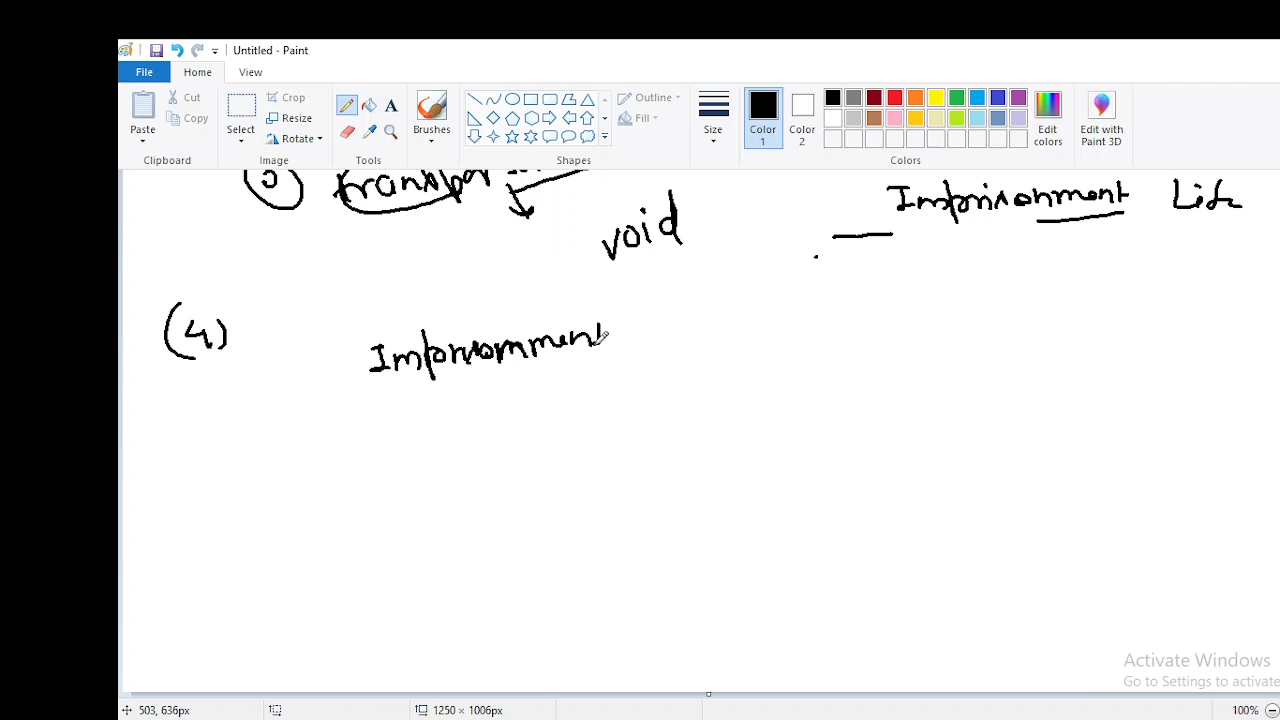 Untitled - Paint
File Home View
Paste
Cut
Copy
Clipboard
Select
Crop
Resize
Rotate
Image
Tools
Brushes
Shapes
Outline
Fill
Size
Color 1
Color 2
Colors
Edit colors
Edit with Paint 3D
Imprisonment
void
(4) Imprisonment
Activate Windows
Go to Settings to activate
503, 636px 1250 × 1006px 100%